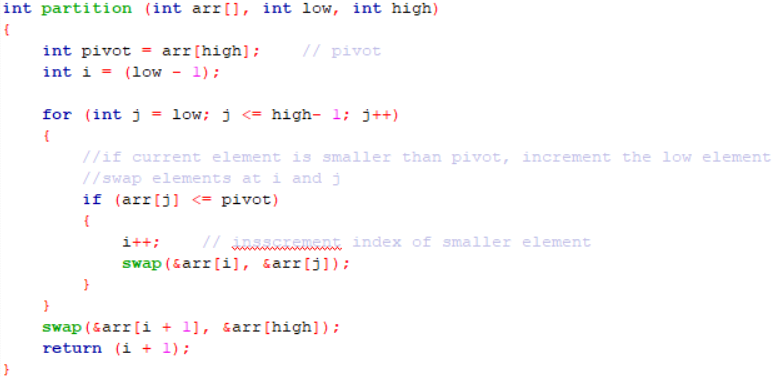 int partition (int arr[], int low, int high)
{
    int pivot = arr[high];    // pivot
    int i = (low - 1);

    for (int j = low; j <= high- 1; j++)
    {
        //if current element is smaller than pivot, increment the low element
        //swap elements at i and j
        if (arr[j] <= pivot)
        {
            i++;    // insscrement index of smaller element
            swap(&arr[i], &arr[j]);
        }
    }
    swap(&arr[i + 1], &arr[high]);
    return (i + 1);
}